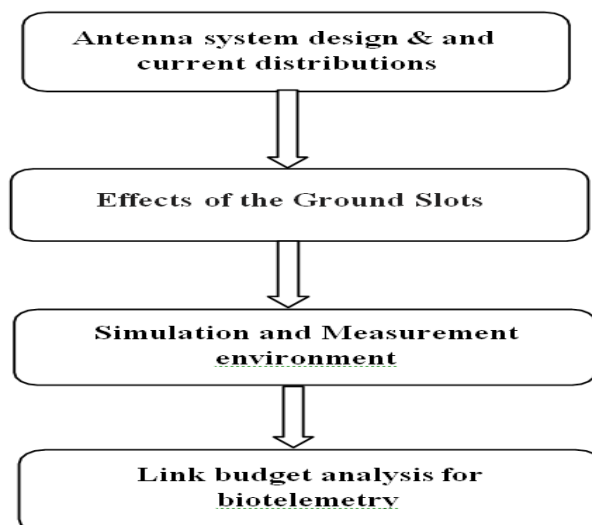 Antenna system design & and
current distributions
Effects of the Ground Slots
Simulation and Measurement
environment
Link budget analysis for
biotelemetry